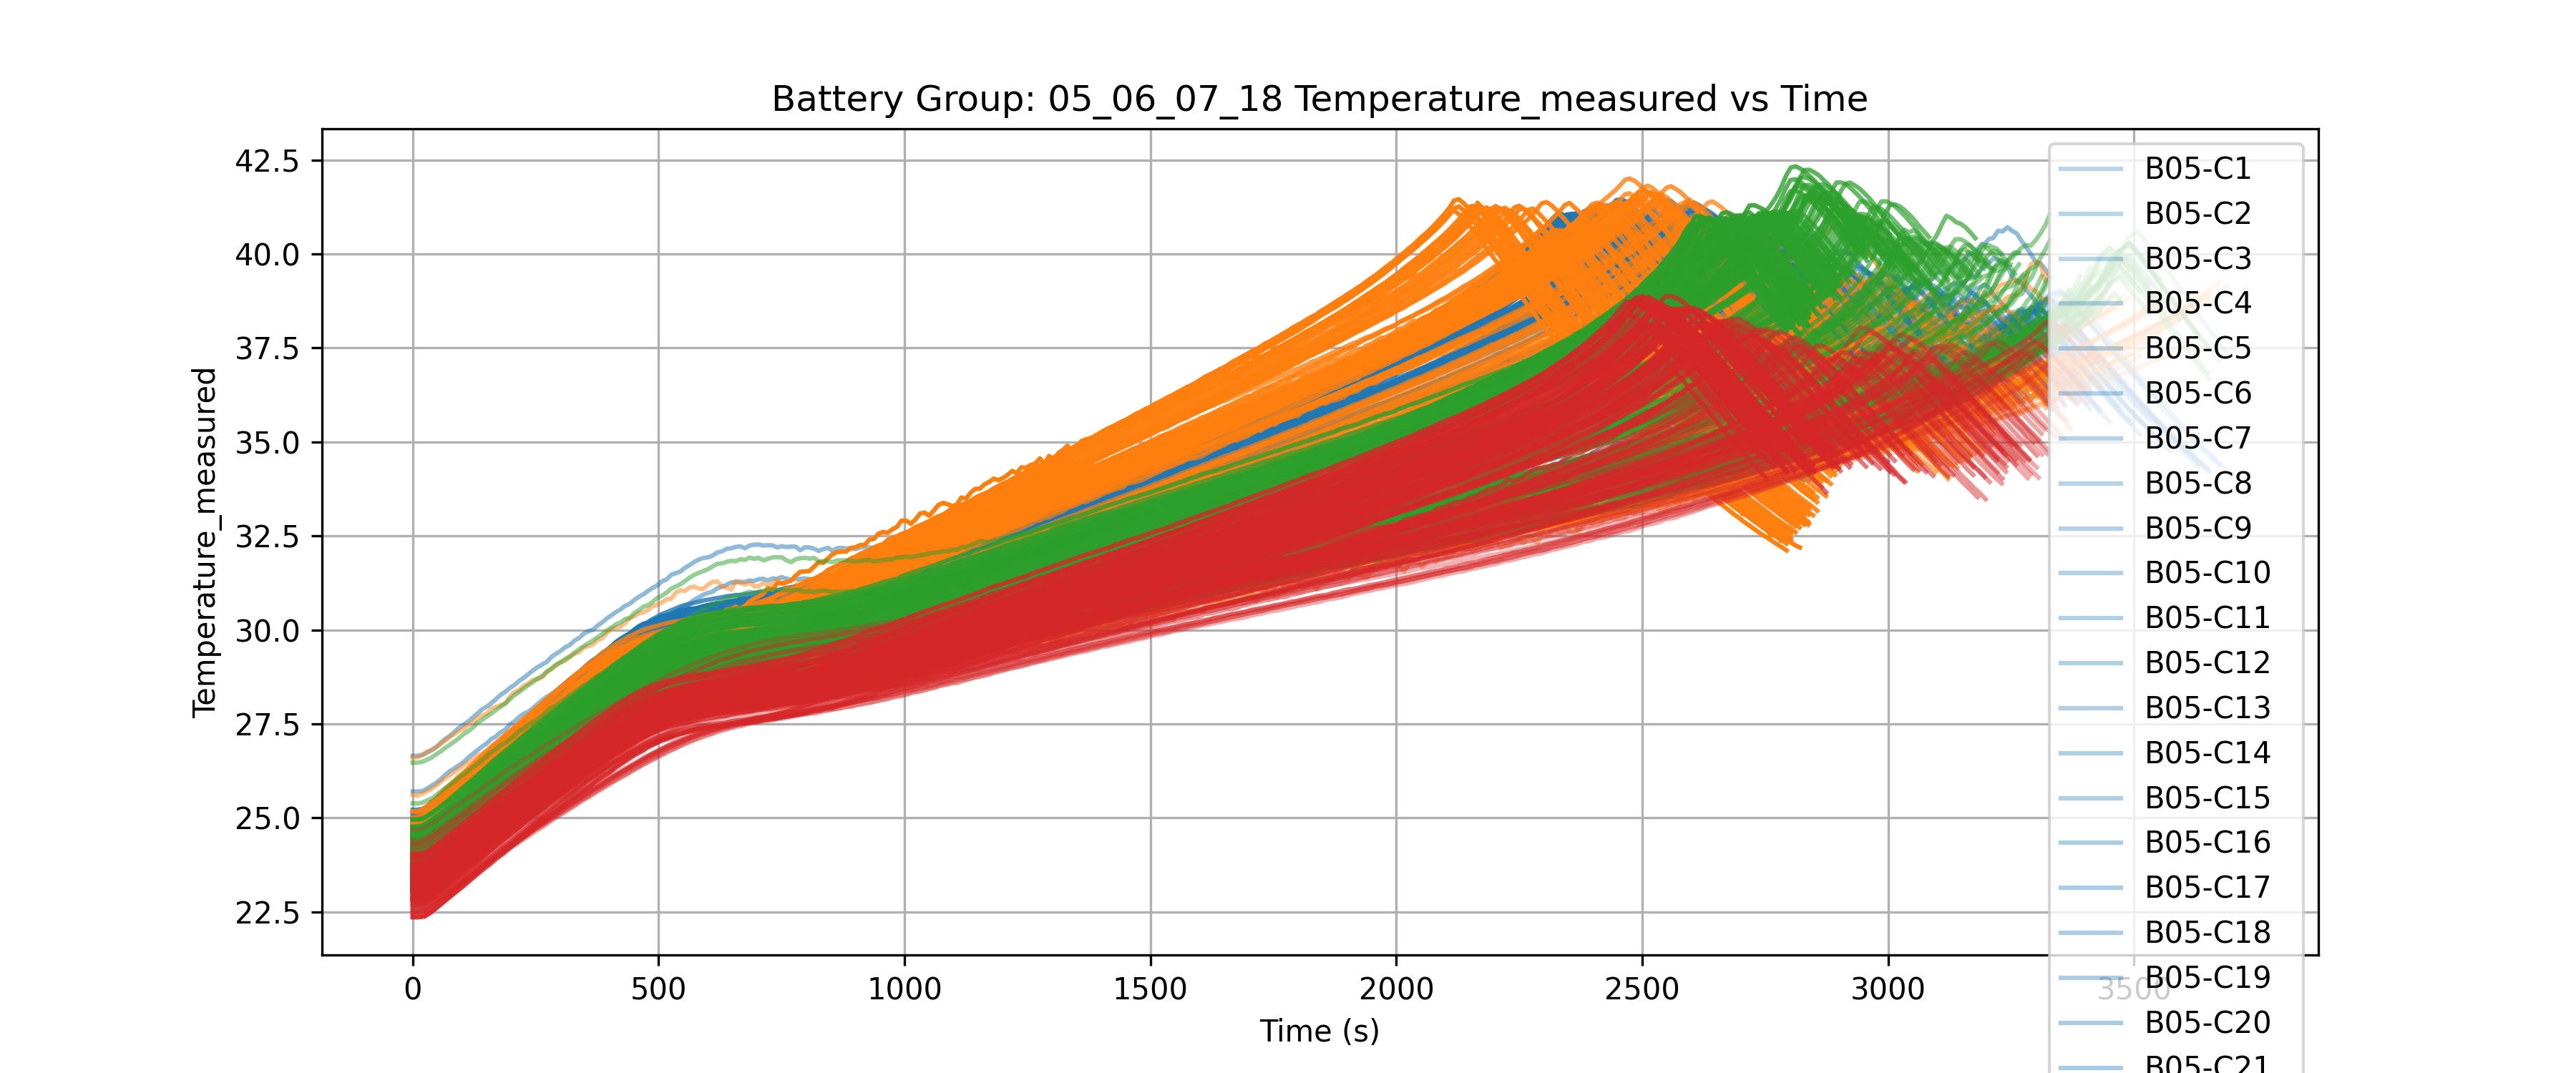 Battery Group: 05_06_07_18 Temperature_measured vs Time
Temperature_measured
42.5
40.0
37.5
35.0
32.5
30.0
27.5
25.0
22.5
0 500 1000 1500 2000 2500 3000 3500
Time (s)
B05-C1
B05-C2
B05-C3
B05-C4
B05-C5
B05-C6
B05-C7
B05-C8
B05-C9
B05-C10
B05-C11
B05-C12
B05-C13
B05-C14
B05-C15
B05-C16
B05-C17
B05-C18
B05-C19
B05-C20
B05-C21